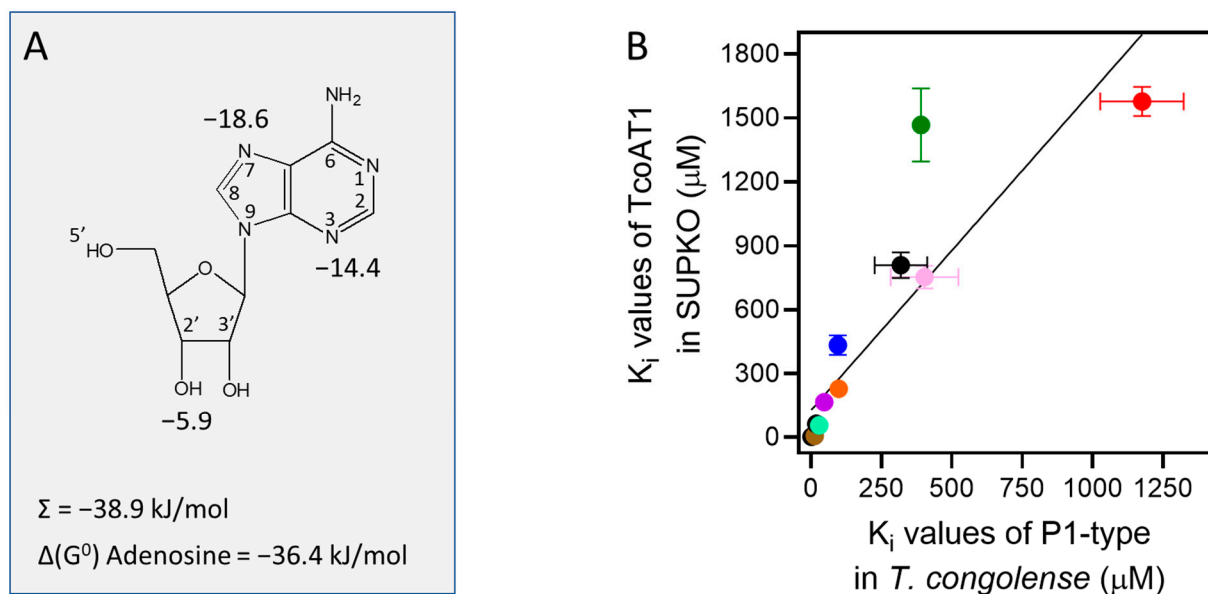 A
NH₂
−18.6
N
7
6
N
1
8
5’
9
N
3
N
2
HO
O
−14.4
2’
3’
OH
OH
−5.9
Σ = −38.9 kJ/mol
Δ(G⁰) Adenosine = −36.4 kJ/mol
B
Kᵢ values of TcoAT1
in SUPKO (μM)
1800
1500
1200
900
600
300
0
0 250 500 750 1000 1250
Kᵢ values of P1-type
in T. congolense (μM)